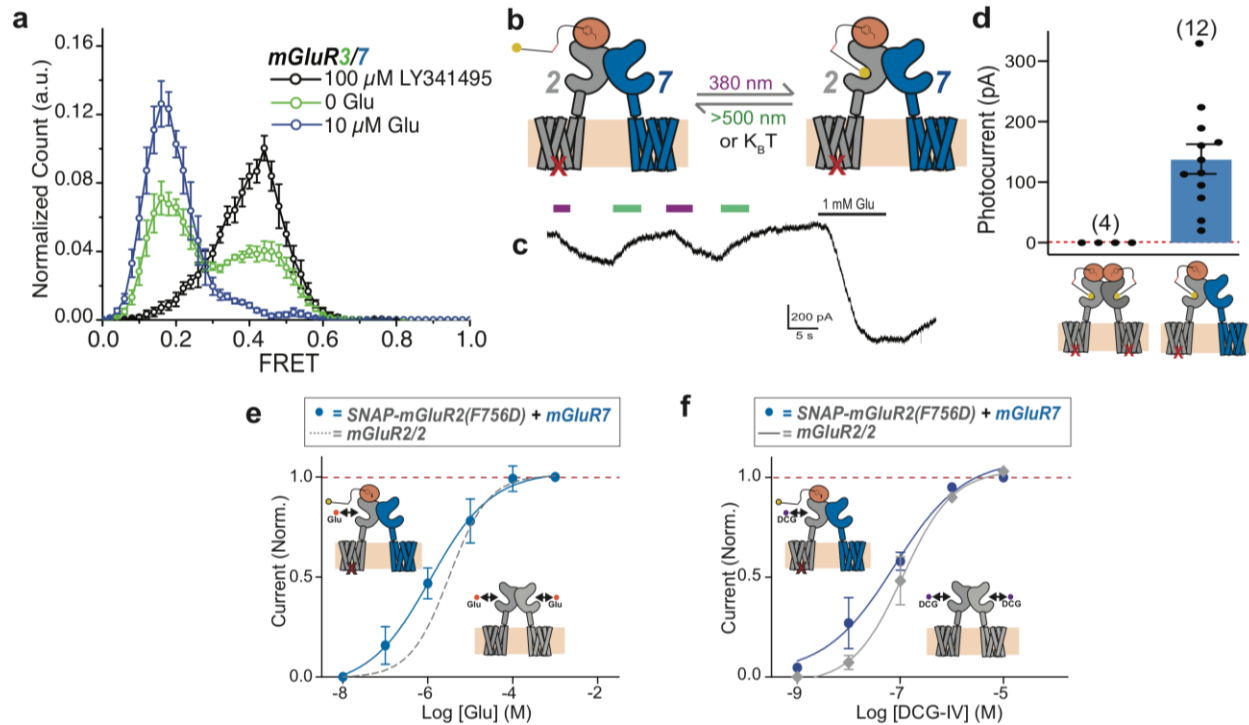 a
0.16
0.12
0.08
0.04
0.00
Normalized Count (a.u.)
0.0 0.2 0.4 0.6 0.8 1.0
FRET
mGluR3/7
100 µM LY341495
0 Glu
10 µM Glu
b
2 7
380 nm
>500 nm
or KBT
2 7
X
X
c
1 mM Glu
200 pA
5 s
d
Photocurrent (pA)
300
200
100
0
(4)
(12)
X X
X
e
= SNAP-mGluR2(F756D) + mGluR7
= mGluR2/2
Current (Norm.)
1.0
0.5
0.0
Glu
X
Glu Glu
-8 -6 -4 -2
Log [Glu] (M)
f
= SNAP-mGluR2(F756D) + mGluR7
= mGluR2/2
Current (Norm.)
1.0
0.5
0.0
DCG
X
DCG DCG
-9 -7 -5
Log [DCG-IV] (M)